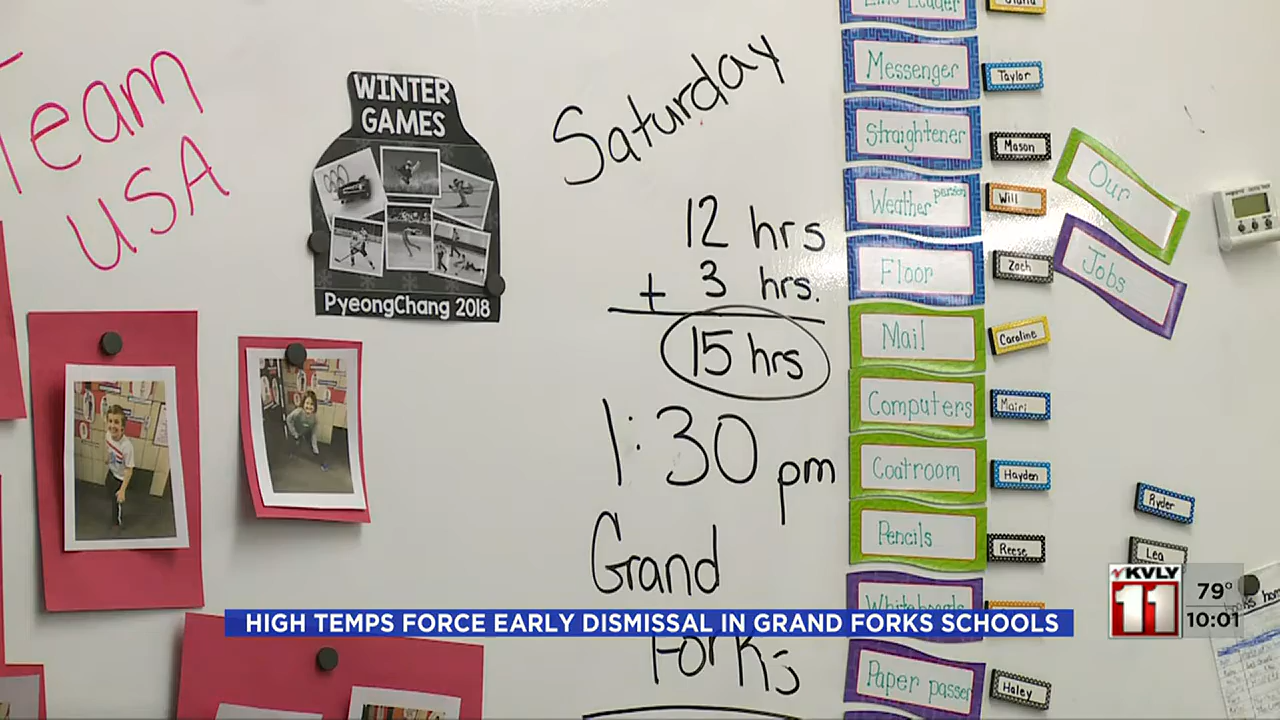 Team
USA
WINTER
GAMES
PyeongChang 2018
Saturday
12 hrs
+ 3 hrs.
15 hrs
1:30 pm
Grand
Forks
Line Leader
Messenger
Taylor
Straightener
Mason
Weather person
Will
Floor
Zach
Mail
Caroline
Computers
Mairi
Coatroom
Hayden
Pencils
Reese
Paper passer
Haley
Our
Jobs
Ryder
Lea
HIGH TEMPS FORCE EARLY DISMISSAL IN GRAND FORKS SCHOOLS
KVLY
11
79°
10:01